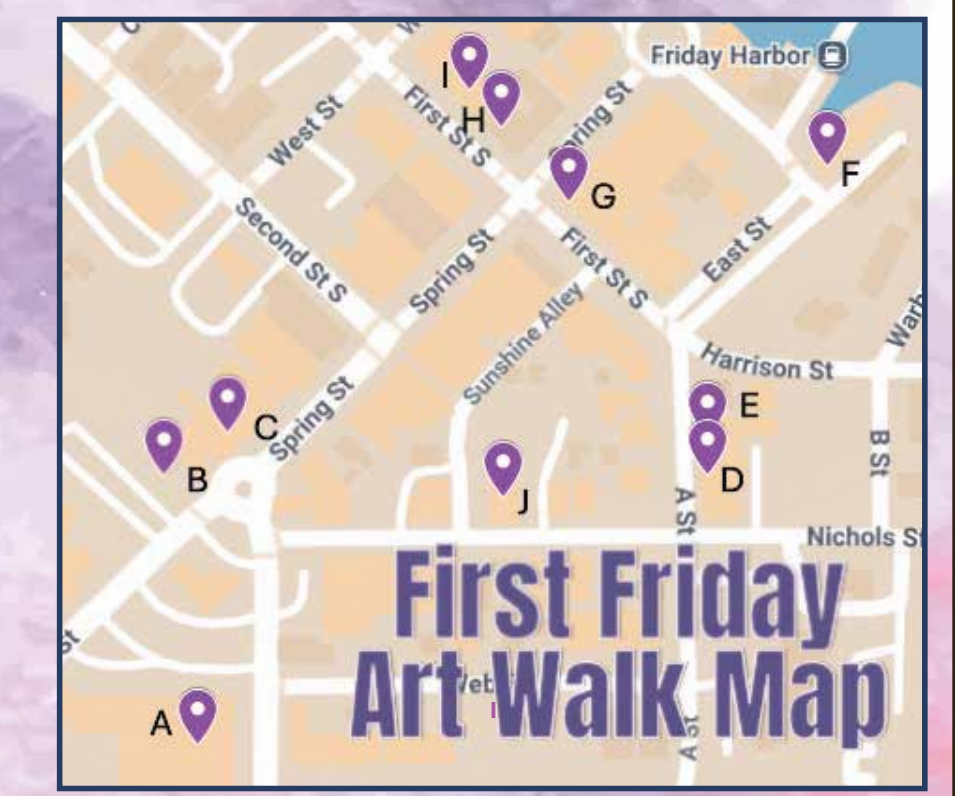 Friday Harbor
I
H
First St S
Spring St
West St
F
G
Second St S
Spring St
First St S
East St
Sunshine Alley
Harrison St
C
Spring St
E
B
J
D
B St
A St
Nichols St
First Friday
Art Walk Map
A
St